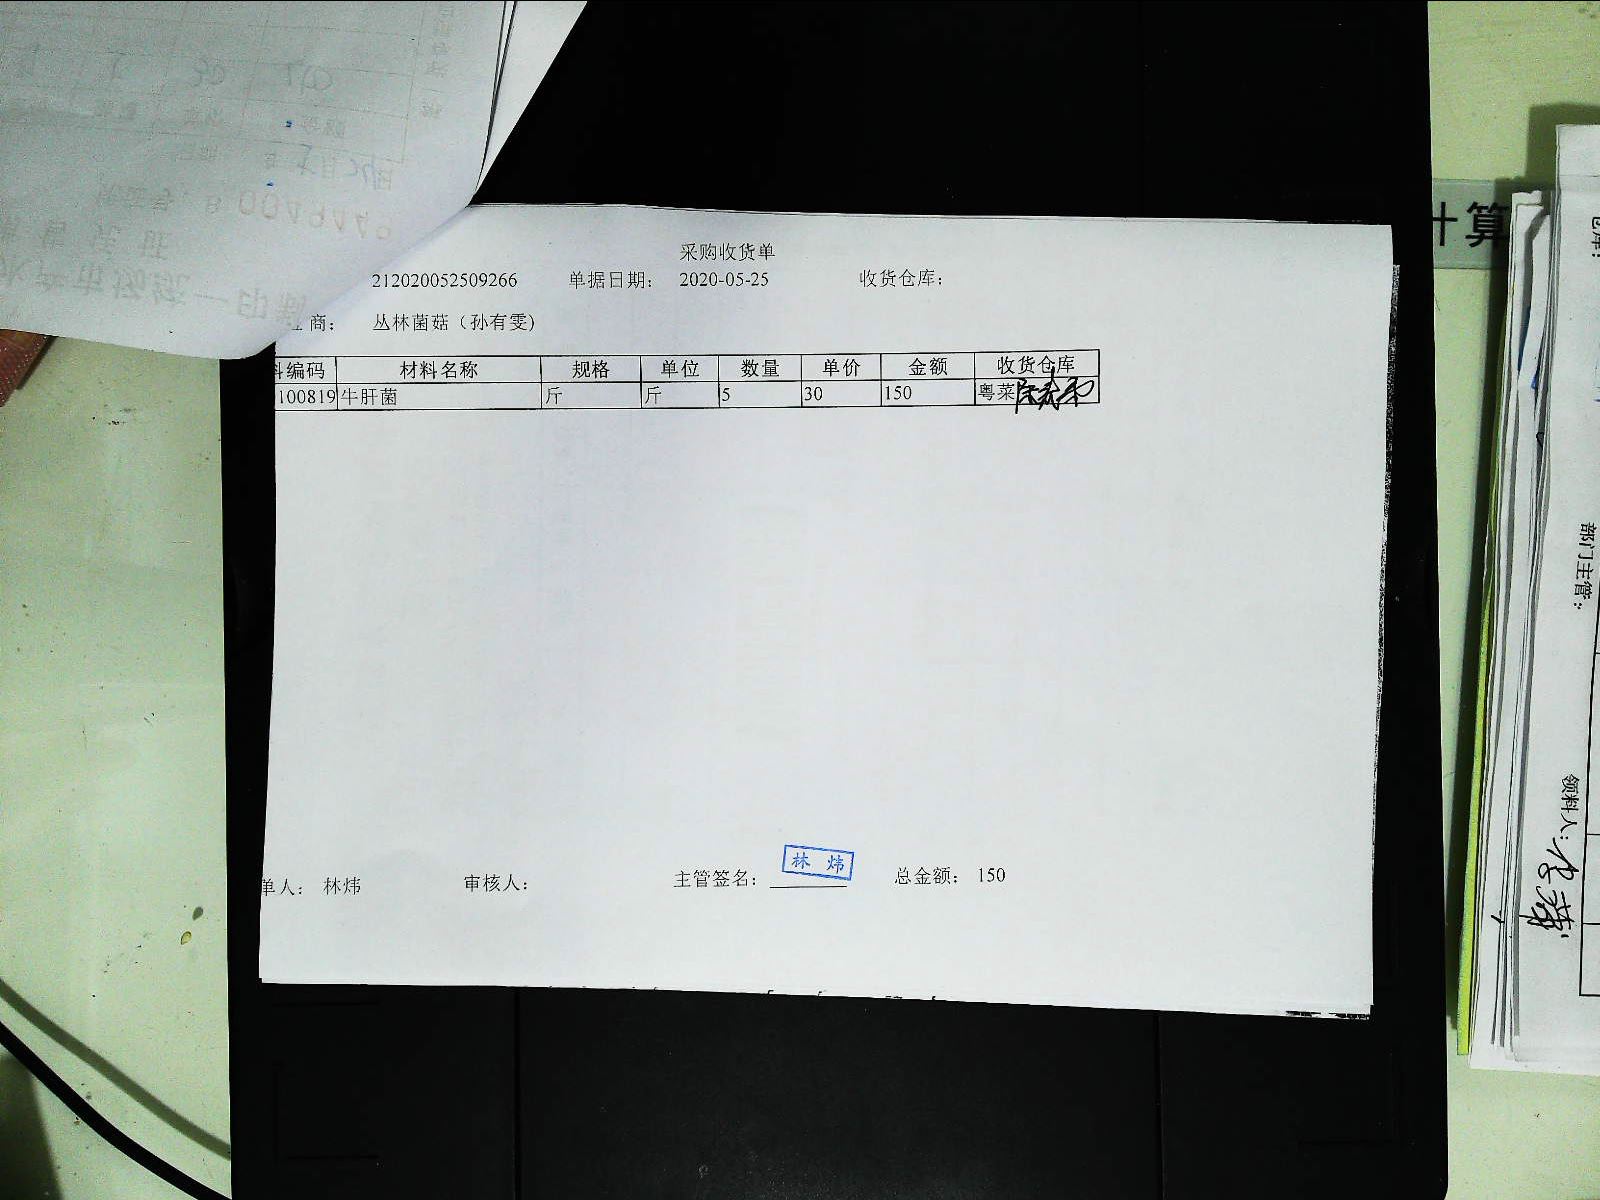 采购收货单
212020052509266 单据日期： 2020-05-25 收货仓库：
商： 丛林菌菇（孙有雯）
料编码 材料名称 规格 单位 数量 单价 金额 收货仓库
100819 牛肝菌 斤 斤 5 30 150 粤菜
单人： 林炜 审核人： 主管签名： 林 炜 总金额： 150
计算
仓库：
部门主管：
领料人：